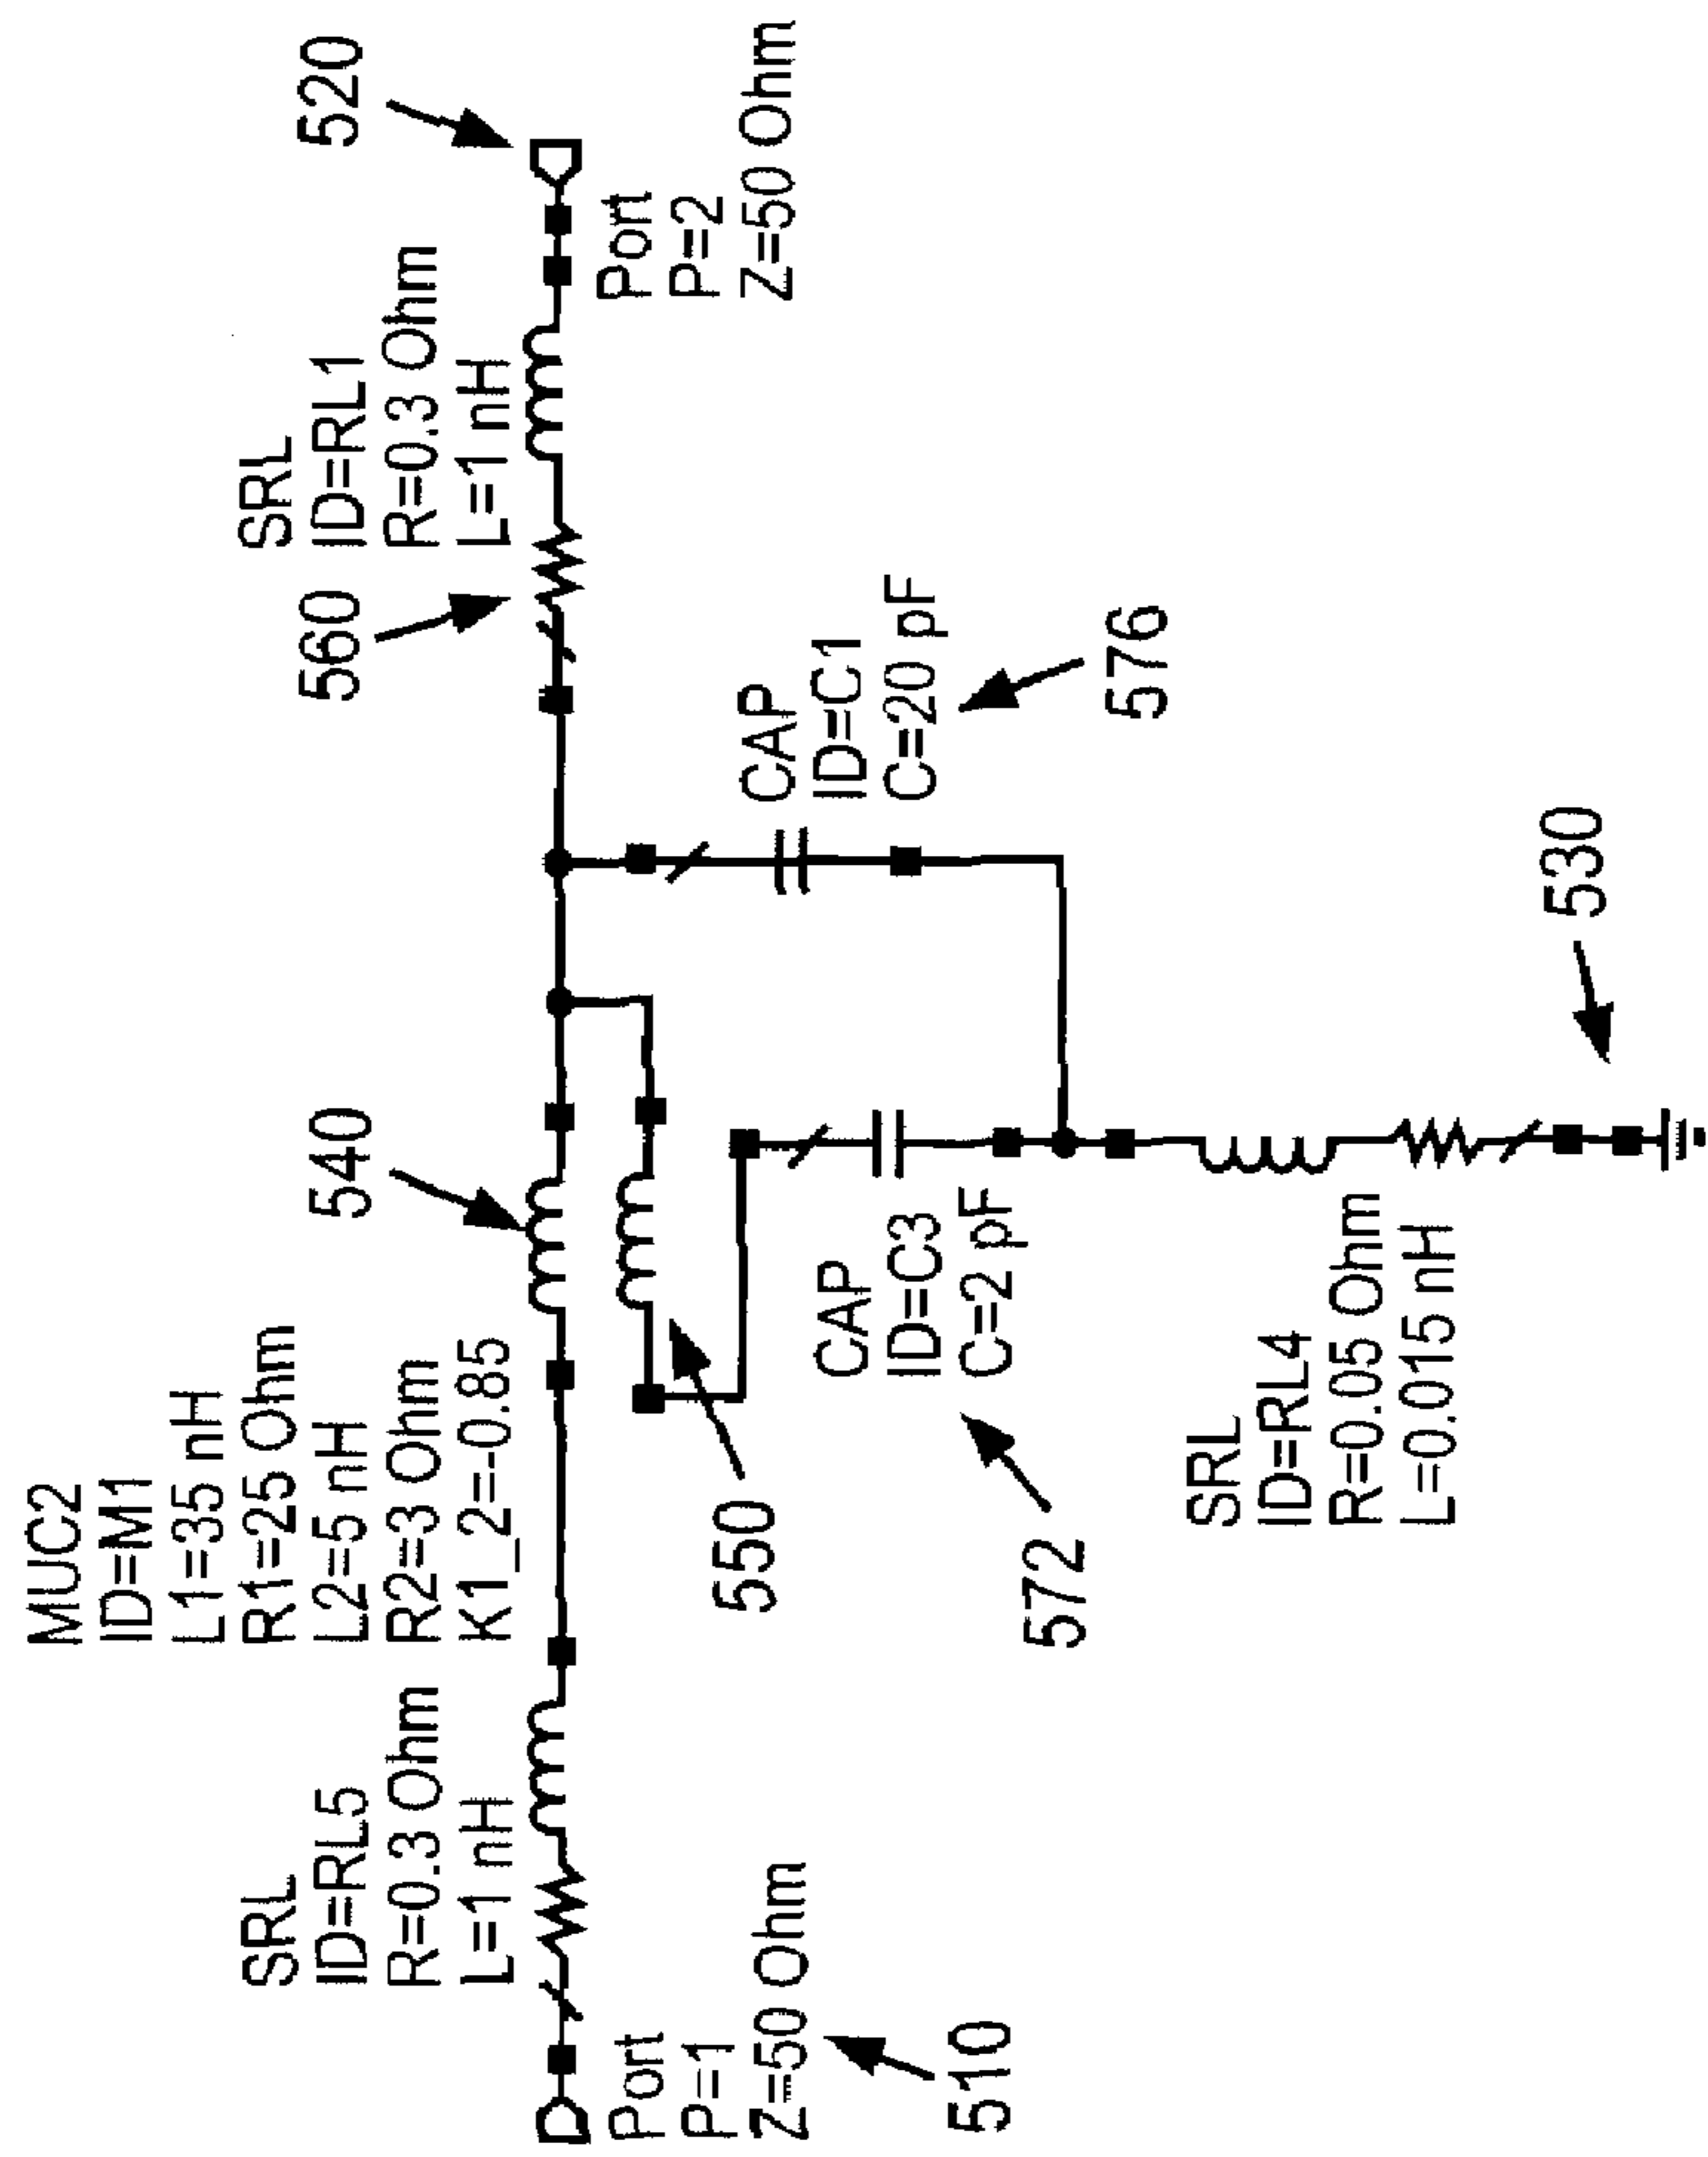 MUC2
ID=M1
L1=35 nH
R1=25 Ohm
L2=5 nH
R2=3 Ohm
K1_2=-0.85
SRL
ID=RL5
R=0.3 Ohm
L=1 nH
540
560
SRL
ID=RL1
R=0.3 Ohm
L=1 nH
520
Port
P=1
Z=50 Ohm
510
550
CAP
ID=C3
C=2 pF
572
CAP
ID=C1
C=20 pF
576
Port
P=2
Z=50 Ohm
SRL
ID=RL4
R=0.05 Ohm
L=0.015 nH
530